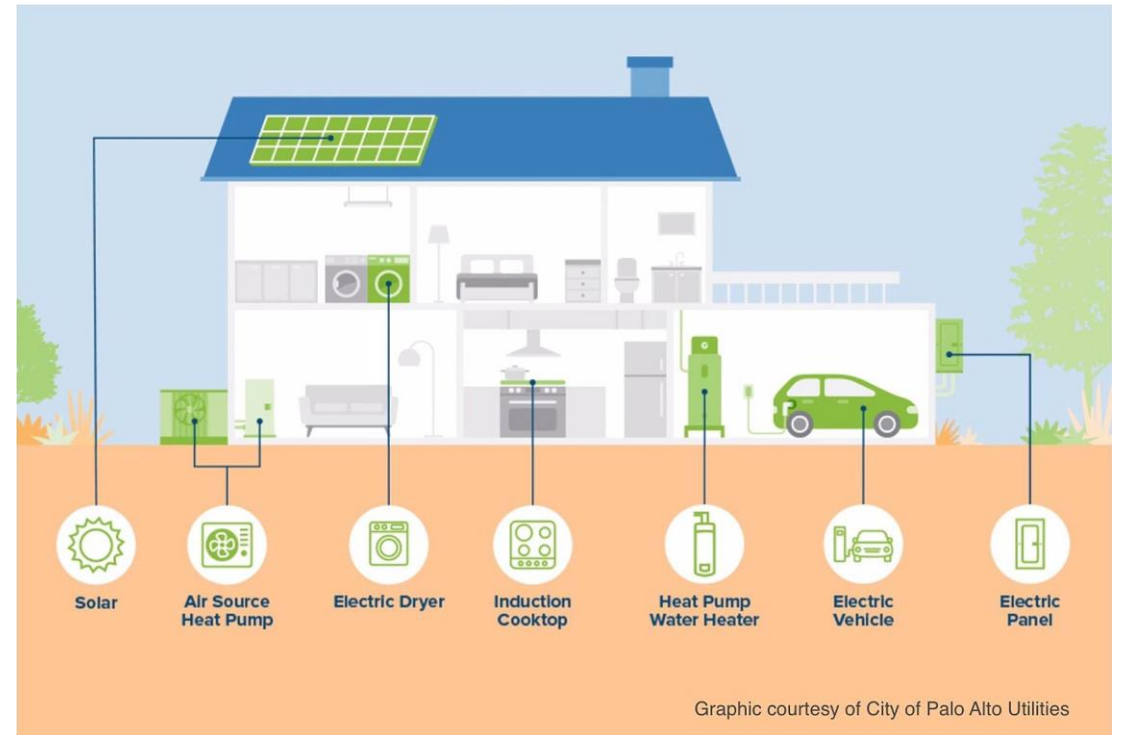 Solar
Air Source
Heat Pump
Electric Dryer
Induction
Cooktop
Heat Pump
Water Heater
Electric
Vehicle
Electric
Panel
Graphic courtesy of City of Palo Alto Utilities